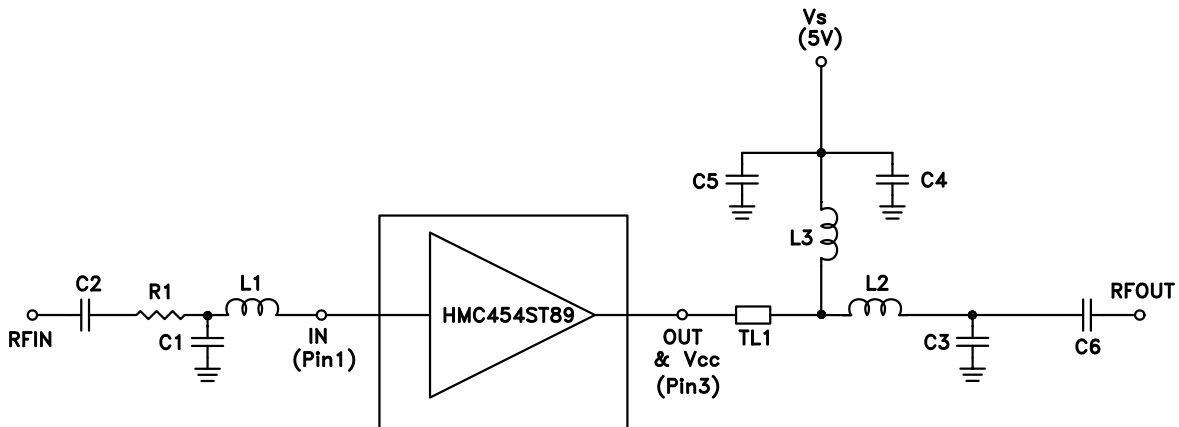 Vs
(5V)
C5
C4
L3
C2
R1
L1
L2
RFOUT
HMC454ST89
RFIN
C1
IN
(Pin1)
OUT
& Vcc
(Pin3)
TL1
C3
C6